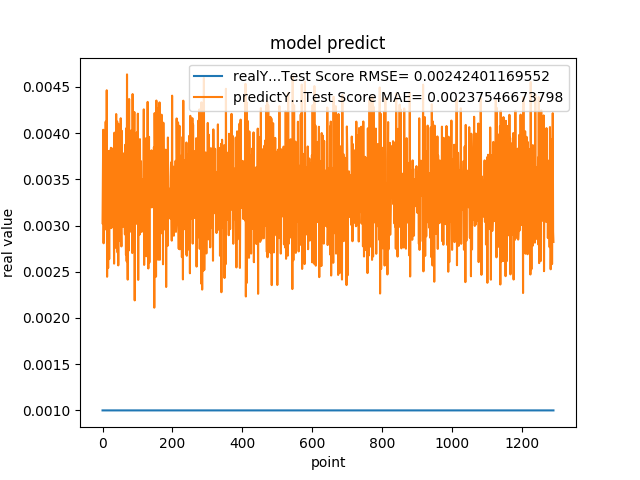 model predict
realY...Test Score RMSE= 0.00242401169552
predictY...Test Score MAE= 0.00237546673798
0.0045
0.0040
0.0035
0.0030
0.0025
0.0020
0.0015
0.0010
real value
0 200 400 600 800 1000 1200
point